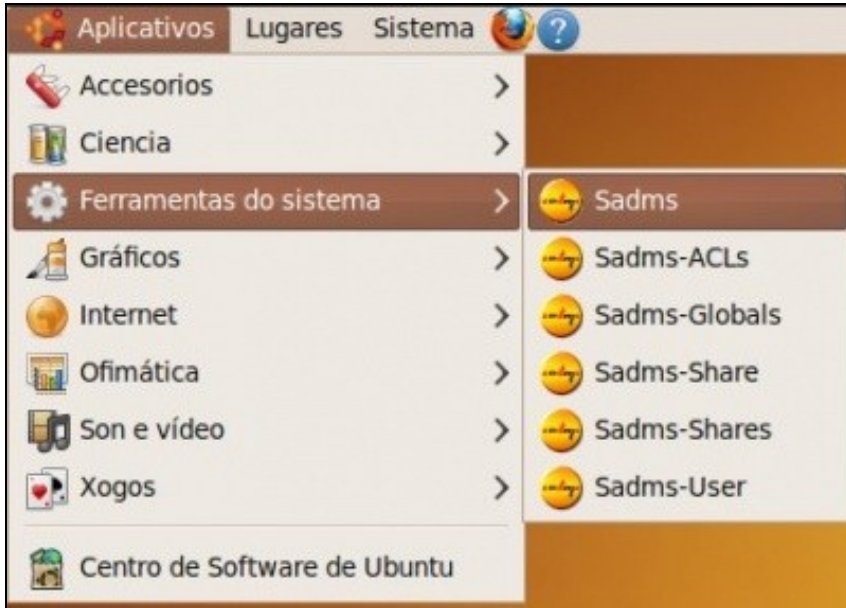 Aplicativos Lugares Sistema ?
Accesorios
Ciencia
Ferramentas do sistema
Gráficos
Internet
Ofimática
Son e vídeo
Xogos
Centro de Software de Ubuntu
Sadms
Sadms-ACLs
Sadms-Globals
Sadms-Share
Sadms-Shares
Sadms-User